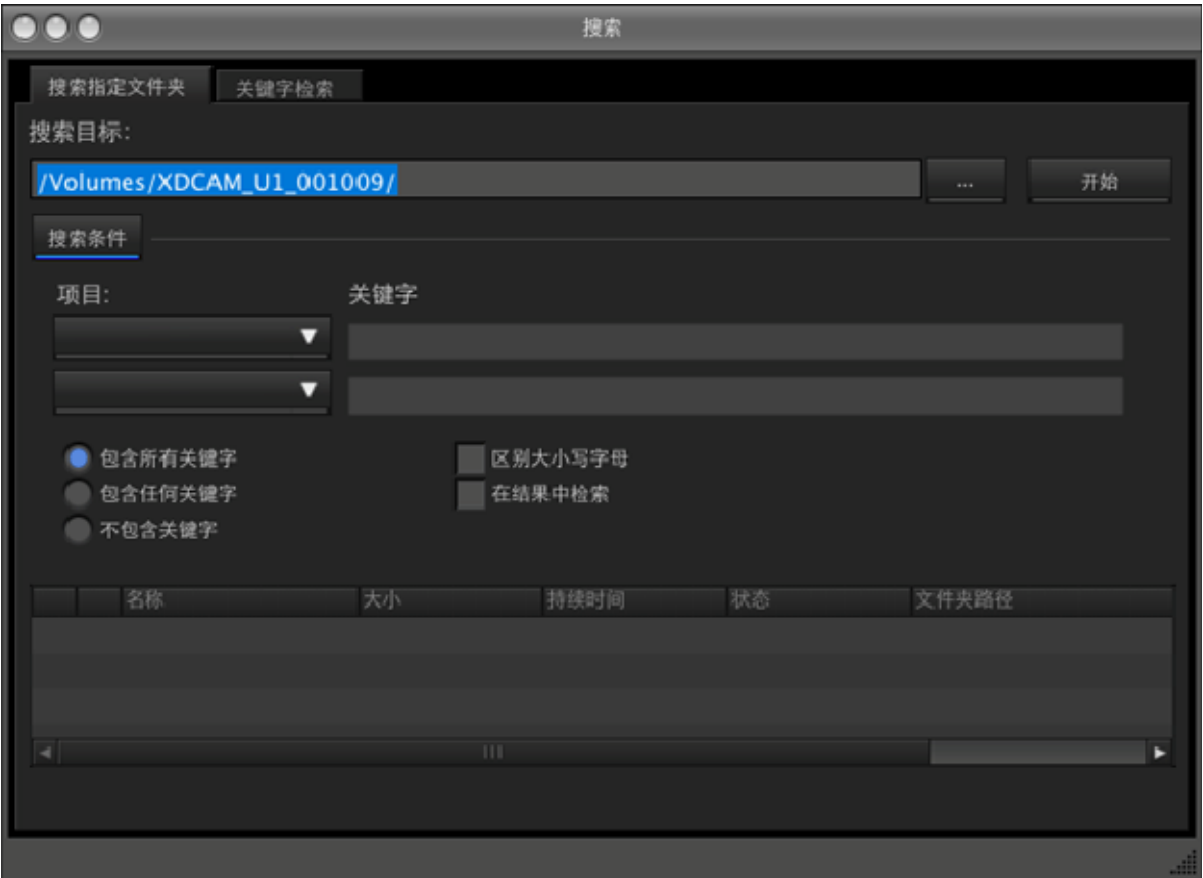 搜索
搜索指定文件夹 关键字检索
搜索目标:
/Volumes/XDCAM_U1_001009/ ... 开始
搜索条件
项目: 关键字
包含所有关键字 区别大小写字母
包含任何关键字 在结果中检索
不包含关键字
名称 大小 持续时间 状态 文件夹路径